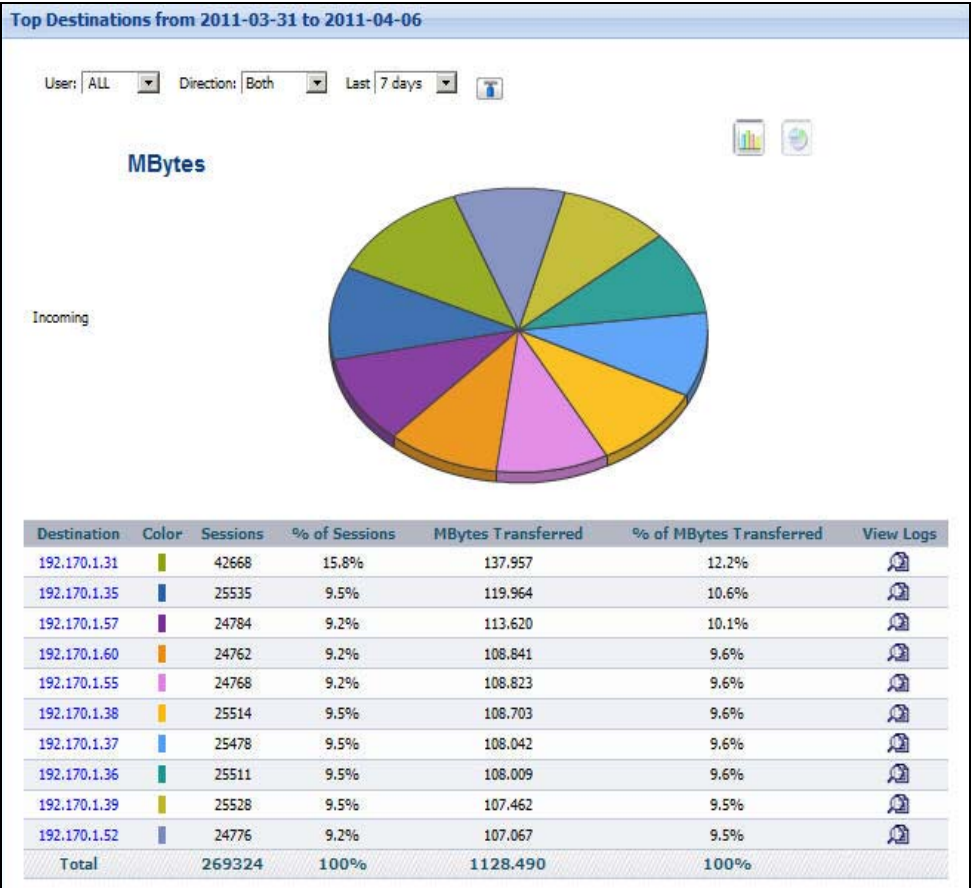 Top Destinations from 2011-03-31 to 2011-04-06
User: ALL Direction: Both Last 7 days
MBytes
Incoming
Destination Color Sessions % of Sessions MBytes Transferred % of MBytes Transferred View Logs
192.170.1.31 42668 15.8% 137.957 12.2%
192.170.1.35 25535 9.5% 119.964 10.6%
192.170.1.57 24784 9.2% 113.620 10.1%
192.170.1.60 24762 9.2% 108.841 9.6%
192.170.1.55 24768 9.2% 108.823 9.6%
192.170.1.38 25514 9.5% 108.703 9.6%
192.170.1.37 25478 9.5% 108.042 9.6%
192.170.1.36 25511 9.5% 108.009 9.6%
192.170.1.39 25528 9.5% 107.462 9.5%
192.170.1.52 24776 9.2% 107.067 9.5%
Total 269324 100% 1128.490 100%